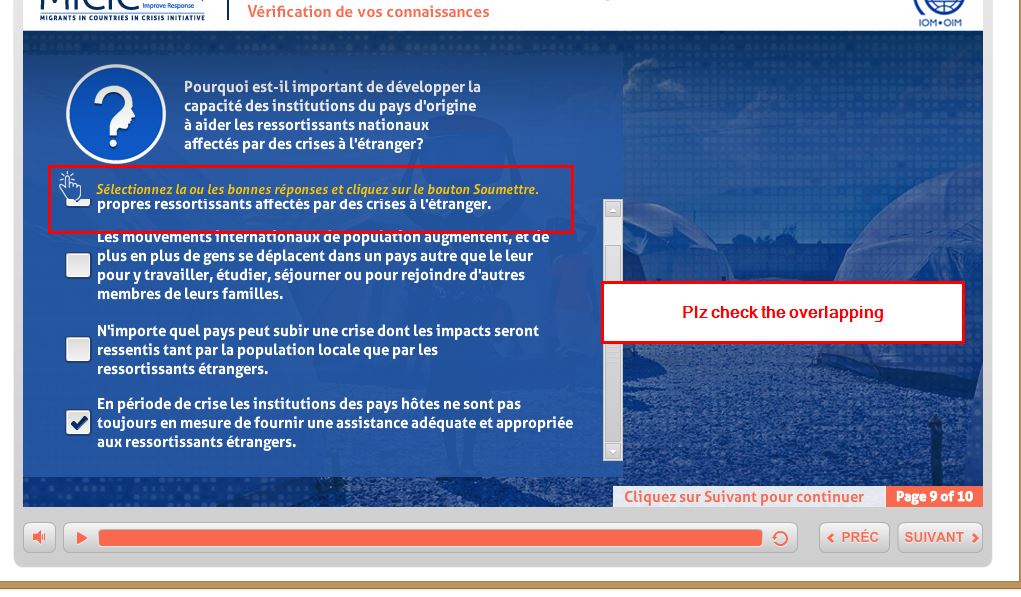 Improve Response
MIGRANTS IN COUNTRIES IN CRISIS INITIATIVE
Vérification de vos connaissances
IOM•OIM
Pourquoi est-il important de développer la
capacité des institutions du pays d'origine
à aider les ressortissants nationaux
affectés par des crises à l'étranger?
Sélectionnez la ou les bonnes réponses et cliquez sur le bouton Soumettre.
propres ressortissants affectés par des crises à l'étranger.
Les mouvements internationaux de population augmentent, et de
plus en plus de gens se déplacent dans un pays autre que le leur
pour y travailler, étudier, séjourner ou pour rejoindre d'autres
membres de leurs familles.
Plz check the overlapping
N'importe quel pays peut subir une crise dont les impacts seront
ressentis tant par la population locale que par les
ressortissants étrangers.
En période de crise les institutions des pays hôtes ne sont pas
toujours en mesure de fournir une assistance adéquate et appropriée
aux ressortissants étrangers.
Cliquez sur Suivant pour continuer
Page 9 of 10
PRÉC
SUIVANT